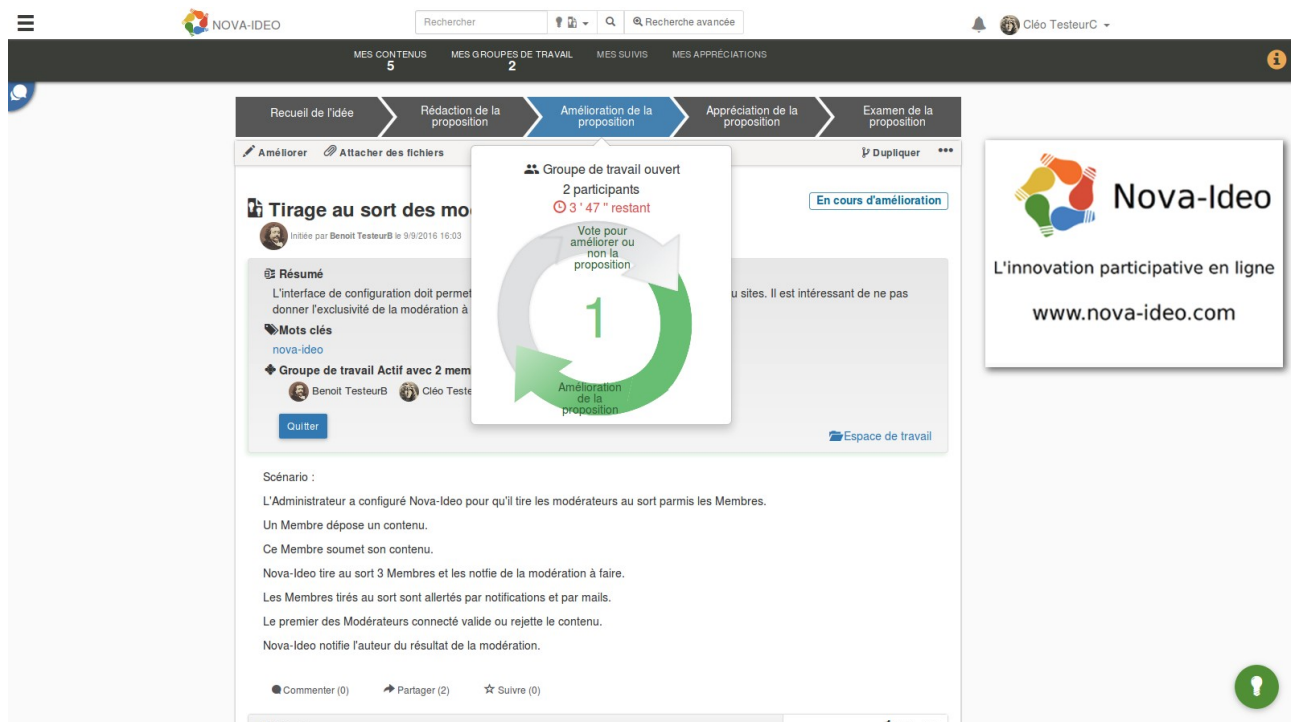 NOVA-IDEO
Rechercher
Recherche avancée
Cléo TesteurC
MES CONTENUS
5
MES GROUPES DE TRAVAIL
2
MES SUIVIS
MES APPRÉCIATIONS
Recueil de l'idée
Rédaction de la
proposition
Amélioration de la
proposition
Appréciation de la
proposition
Examen de la
proposition
Améliorer
Attacher des fichiers
Dupliquer
Groupe de travail ouvert
2 participants
3 ' 47 " restant
Vote pour
améliorer ou
non la
proposition
1
Amélioration
de la
proposition
Tirage au sort des mo
En cours d'amélioration
Initiée par Benoit TesteurB le 9/9/2016 16:03
Résumé
L'interface de configuration doit permet u sites. Il est intéressant de ne pas
donner l'exclusivité de la modération à
Mots clés
nova-ideo
Groupe de travail Actif avec 2 mem
Benoit TesteurB Cléo Teste
Quitter
Espace de travail
Scénario :
L'Administrateur a configuré Nova-Ideo pour qu'il tire les modérateurs au sort parmis les Membres.
Un Membre dépose un contenu.
Ce Membre soumet son contenu.
Nova-Ideo tire au sort 3 Membres et les notfie de la modération à faire.
Les Membres tirés au sort sont allertés par notifications et par mails.
Le premier des Modérateurs connecté valide ou rejette le contenu.
Nova-Ideo notifie l'auteur du résultat de la modération.
Commenter (0)
Partager (2)
Suivre (0)
Nova-Ideo
L'innovation participative en ligne
www.nova-ideo.com